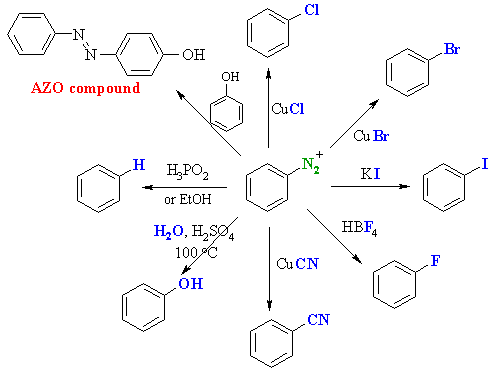 Cl
N
N
OH
OH
Br
AZO compound
CuCl
CuBr
H
H₃PO₂
or EtOH
N₂⁺
KI
I
H₂O, H₂SO₄
100 °C
HBF₄
OH
CuCN
F
CN